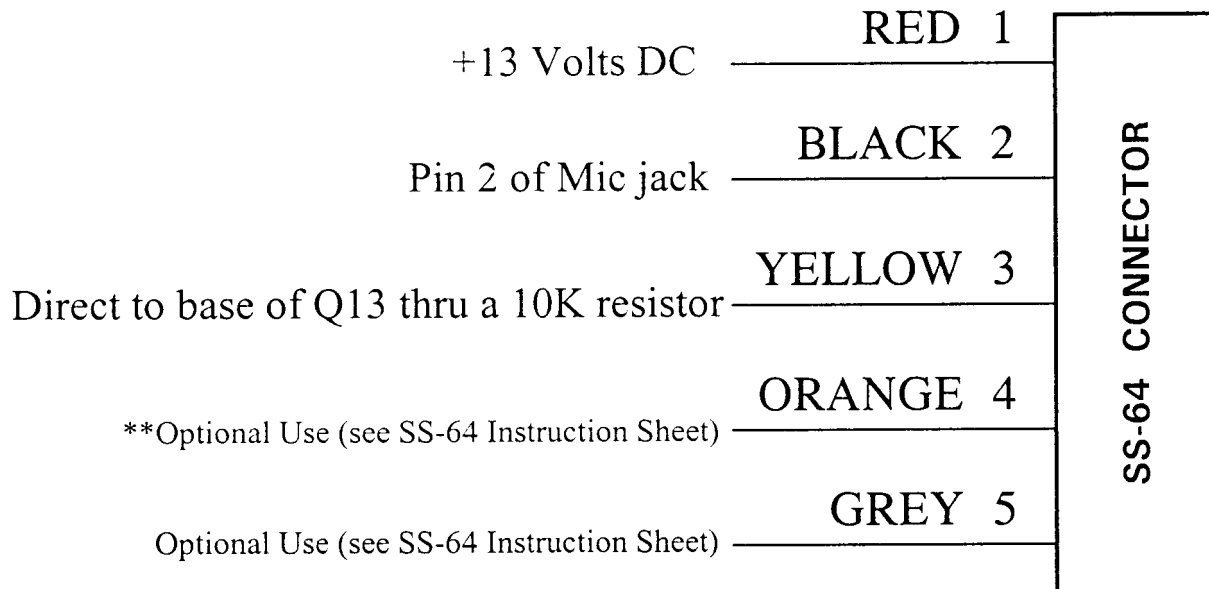 RED 1
+13 Volts DC
BLACK 2
Pin 2 of Mic jack
YELLOW 3
Direct to base of Q13 thru a 10K resistor
ORANGE 4
**Optional Use (see SS-64 Instruction Sheet)
GREY 5
Optional Use (see SS-64 Instruction Sheet)
SS-64 CONNECTOR